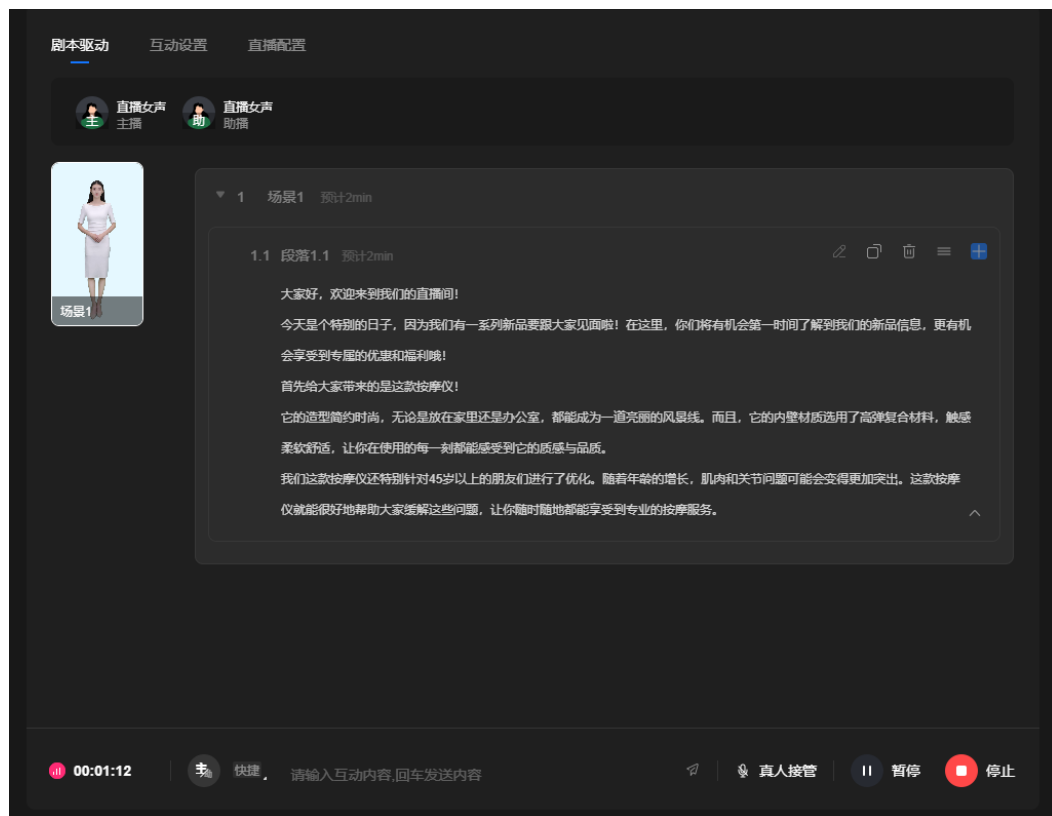 剧本驱动 互动设置 直播配置
直播女声 直播女声
主 主播 助 助播
1 场景1 预计2min
1.1 段落1.1 预计2min
大家好，欢迎来到我们的直播间！
今天是个特别的日子，因为我们有一系列新品要跟大家见面啦！在这里，你们将有机会第一时间了解到我们的新品信息，更有机
会享受到专属的优惠和福利哦！
场景1
首先给大家带来的是这款按摩仪！
它的造型简约时尚，无论是放在家里还是办公室，都能成为一道亮丽的风景线。而且，它的内壁材质选用了高弹复合材料，触感
柔软舒适，让你在使用的每一刻都能感受到它的质感与品质。
我们这款按摩仪还特别针对45岁以上的朋友们进行了优化。随着年龄的增长，肌肉和关节问题可能会变得更加突出。这款按摩
仪就能很好地帮助大家缓解这些问题，让你随时随地都能享受到专业的按摩服务。
00:01:12 快捷 请输入互动内容,回车发送内容 真人接管 暂停 停止